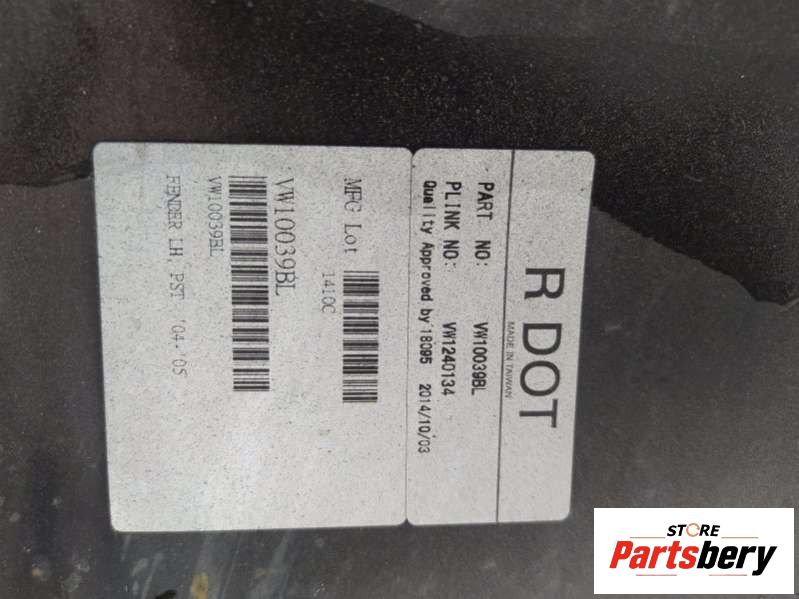 R DOT
MADE IN TAIWAN
PART NO: VW10039BL
PLINK NO: VW1240134
Quality Approved by 18095 2014/10/03
MFG Lot
1410C
VW10039BL
VW10039BL
FENDER LH, PST '04-'05
STORE
Partsbery